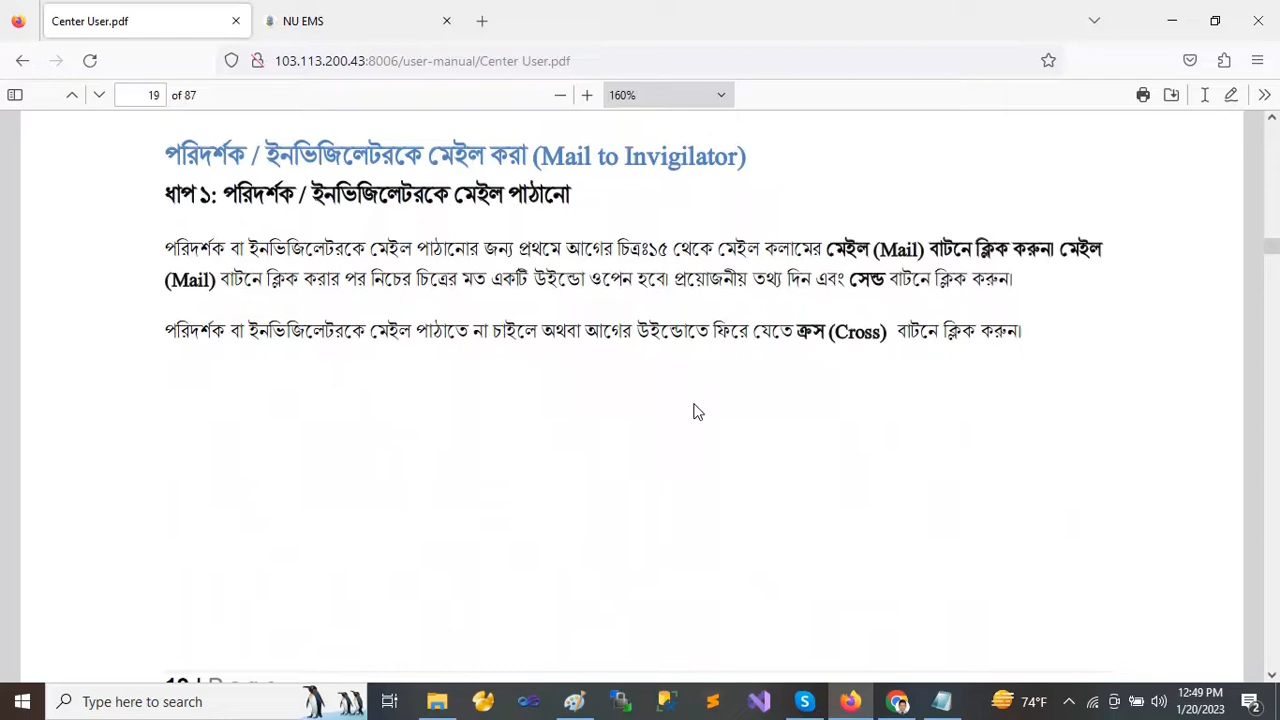 Center User.pdf
NU EMS
103.113.200.43:8006/user-manual/Center User.pdf
19 of 87
160%
পরিদর্শক / ইনভিজিলেটরকে মেইল করা (Mail to Invigilator)
ধাপ ১: পরিদর্শক / ইনভিজিলেটরকে মেইল পাঠানো
পরিদর্শক বা ইনভিজিলেটরকে মেইল পাঠানোর জন্য প্রথমে আগের চিত্রঃ১৫ থেকে মেইল কলামের মেইল (Mail) বাটনে ক্লিক করুন। মেইল
(Mail) বাটনে ক্লিক করার পর নিচের চিত্রের মত একটি উইন্ডো ওপেন হবে। প্রয়োজনীয় তথ্য দিন এবং সেন্ড বাটনে ক্লিক করুন।
পরিদর্শক বা ইনভিজিলেটরকে মেইল পাঠাতে না চাইলে অথবা আগের উইন্ডোতে ফিরে যেতে ক্রস (Cross) বাটনে ক্লিক করুন।
Type here to search
74°F
12:49 PM
1/20/2023
2